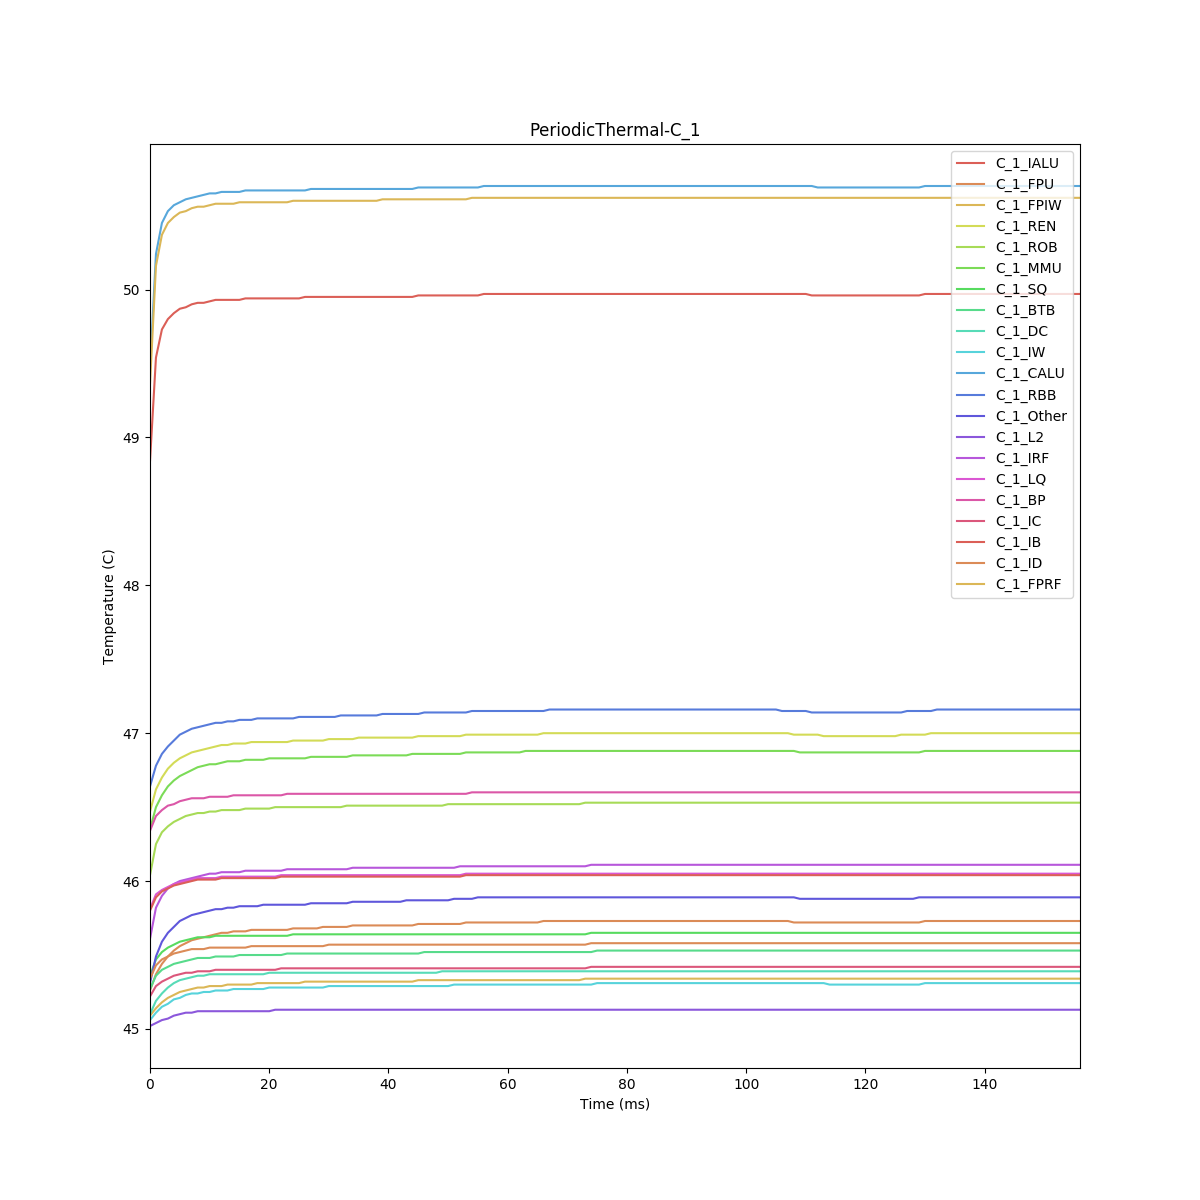 PeriodicThermal-C_1
C_1_IALU
C_1_FPU
C_1_FPIW
C_1_REN
C_1_ROB
C_1_MMU
C_1_SQ
C_1_BTB
C_1_DC
C_1_IW
C_1_CALU
C_1_RBB
C_1_Other
C_1_L2
C_1_IRF
C_1_LQ
C_1_BP
C_1_IC
C_1_IB
C_1_ID
C_1_FPRF
50
49
48
47
46
45
Temperature (C)
0 20 40 60 80 100 120 140
Time (ms)